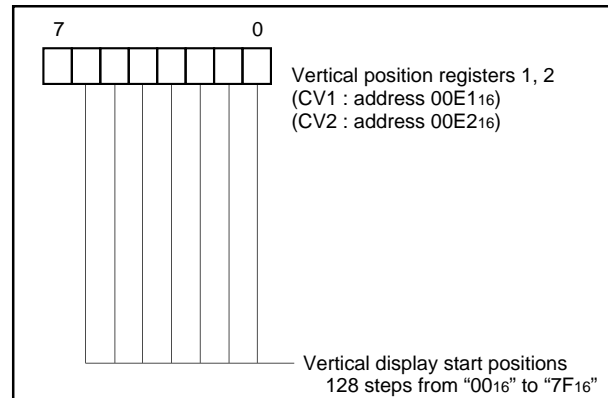 7 0
Vertical position registers 1, 2
(CV1 : address 00E116)
(CV2 : address 00E216)
Vertical display start positions
128 steps from “0016” to “7F16”